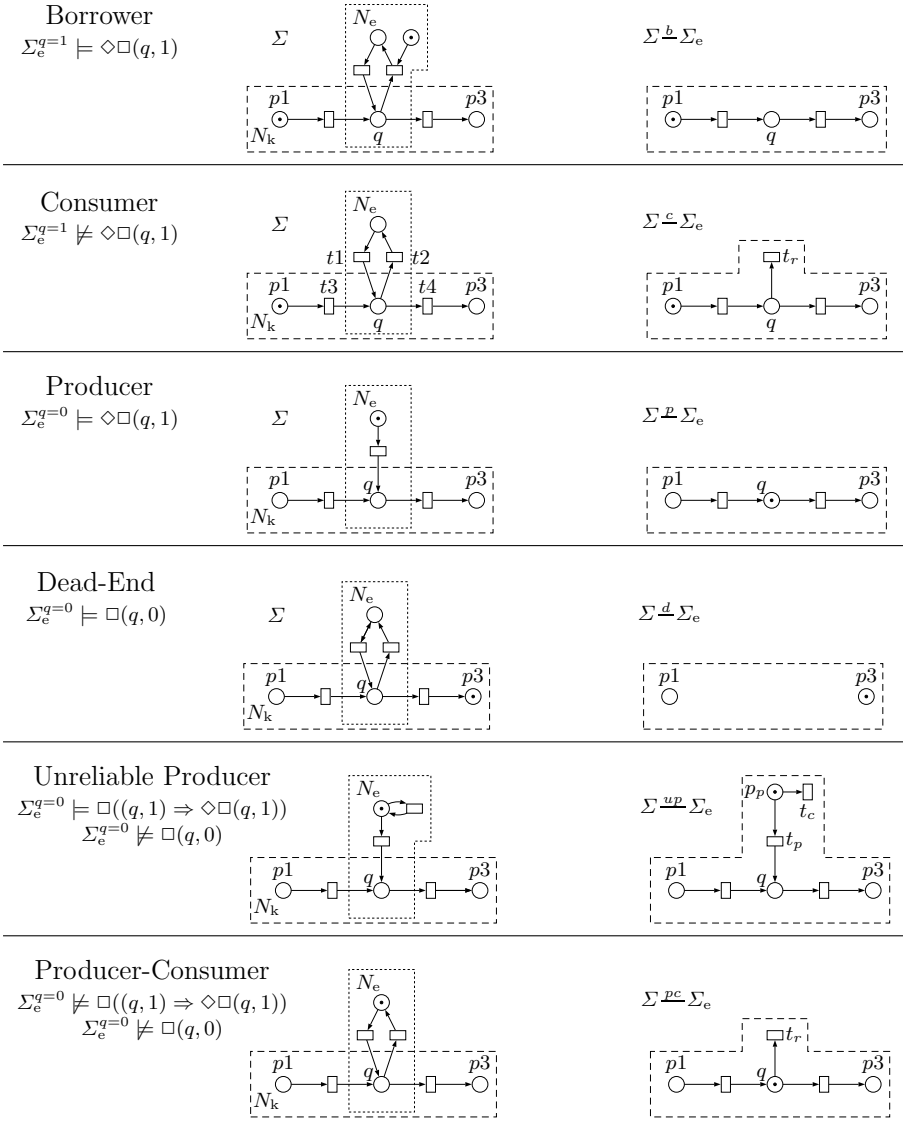 Borrower
Σ_e^{q=1} ⊨ ◇□(q, 1)
Σ
N_e
p1
p3
N_k
q
Σ b Σ_e
p1
p3
q
Consumer
Σ_e^{q=1} ⊭ ◇□(q, 1)
Σ
N_e
t1
t2
p1
t3
t4
p3
N_k
q
Σ c Σ_e
t_r
p1
p3
q
Producer
Σ_e^{q=0} ⊨ ◇□(q, 1)
Σ
N_e
p1
q
p3
N_k
Σ p Σ_e
p1
q
p3
Dead-End
Σ_e^{q=0} ⊨ □(q, 0)
Σ
N_e
p1
q
p3
N_k
Σ d Σ_e
p1
p3
Unreliable Producer
Σ_e^{q=0} ⊨ □((q, 1) ⇒ ◇□(q, 1))
Σ_e^{q=0} ⊭ □(q, 0)
N_e
p1
q
p3
N_k
Σ up Σ_e
p_p
t_c
t_p
p1
q
p3
Producer-Consumer
Σ_e^{q=0} ⊭ □((q, 1) ⇒ ◇□(q, 1))
Σ_e^{q=0} ⊭ □(q, 0)
N_e
p1
q
p3
N_k
Σ pc Σ_e
t_r
p1
q
p3